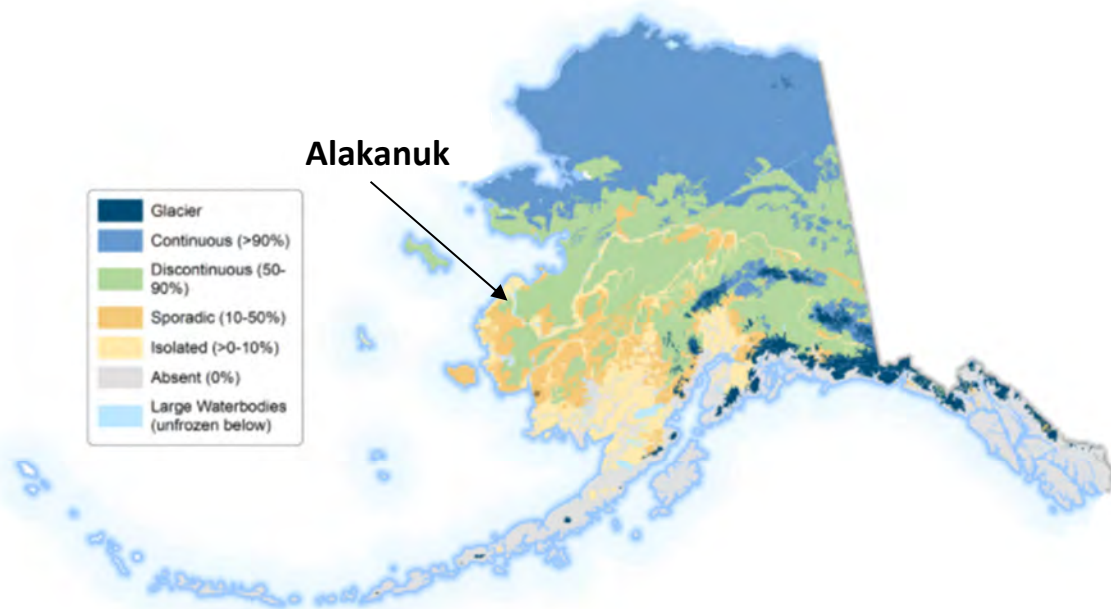 Alakanuk
Glacier
Continuous (>90%)
Discontinuous (50-
90%)
Sporadic (10-50%)
Isolated (>0-10%)
Absent (0%)
Large Waterbodies
(unfrozen below)